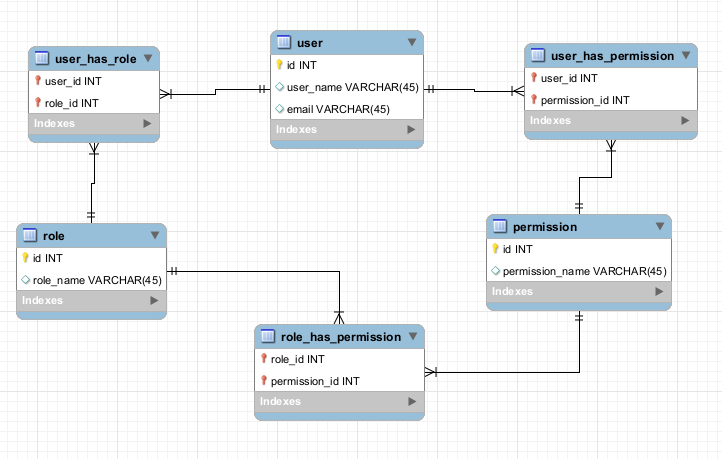 user_has_role
user_id INT
role_id INT
Indexes
user
id INT
user_name VARCHAR(45)
email VARCHAR(45)
Indexes
user_has_permission
user_id INT
permission_id INT
Indexes
role
id INT
role_name VARCHAR(45)
Indexes
permission
id INT
permission_name VARCHAR(45)
Indexes
role_has_permission
role_id INT
permission_id INT
Indexes